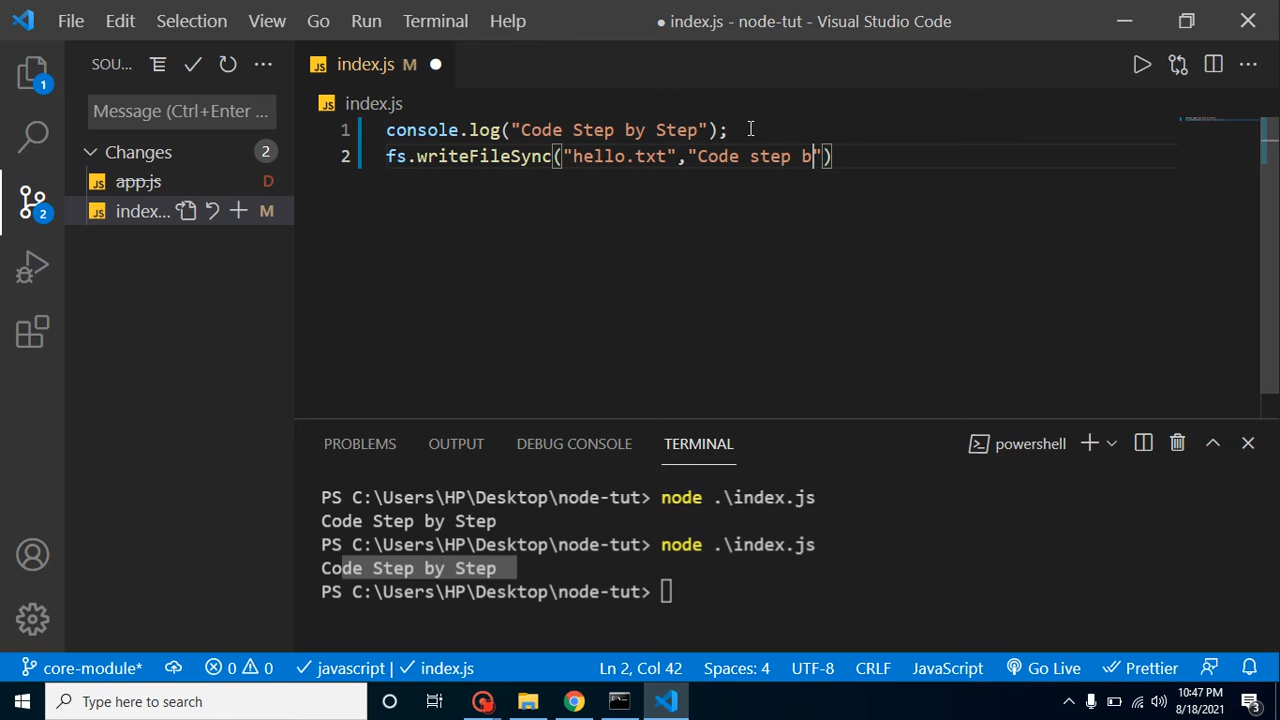 File Edit Selection View Go Run Terminal Help ● index.js - node-tut - Visual Studio Code
SOU...
index.js M
Message (Ctrl+Enter ...
index.js
Changes 2
app.js D
index... M
1 console.log("Code Step by Step");
2 fs.writeFileSync("hello.txt","Code step b")
1
2
PROBLEMS OUTPUT DEBUG CONSOLE TERMINAL powershell
PS C:\Users\HP\Desktop\node-tut> node .\index.js
Code Step by Step
PS C:\Users\HP\Desktop\node-tut> node .\index.js
Code Step by Step
PS C:\Users\HP\Desktop\node-tut>
core-module* 0 0 javascript | index.js Ln 2, Col 42 Spaces: 4 UTF-8 CRLF JavaScript Go Live Prettier
Type here to search
10:47 PM
8/18/2021
3